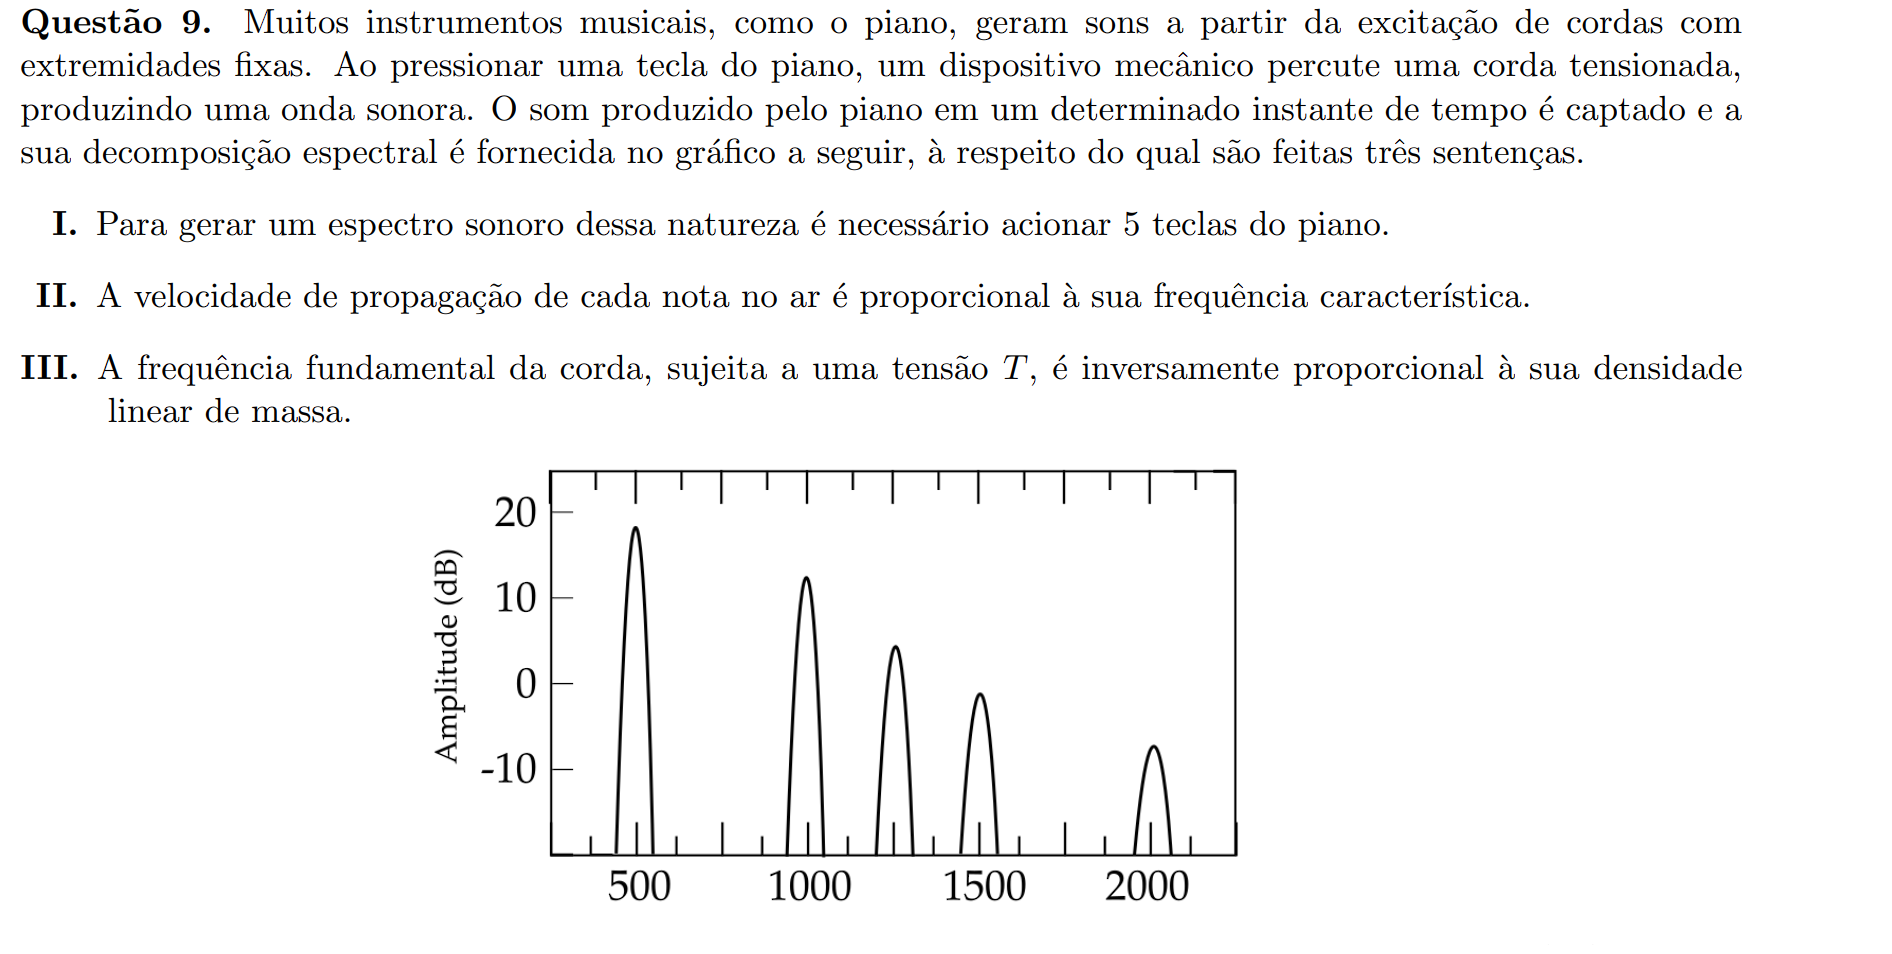 Questão 9. Muitos instrumentos musicais, como o piano, geram sons a partir da excitação de cordas com
extremidades fixas. Ao pressionar uma tecla do piano, um dispositivo mecânico percute uma corda tensionada,
produzindo uma onda sonora. O som produzido pelo piano em um determinado instante de tempo é captado e a
sua decomposição espectral é fornecida no gráfico a seguir, à respeito do qual são feitas três sentenças.
I. Para gerar um espectro sonoro dessa natureza é necessário acionar 5 teclas do piano.
II. A velocidade de propagação de cada nota no ar é proporcional à sua frequência característica.
III. A frequência fundamental da corda, sujeita a uma tensão T, é inversamente proporcional à sua densidade
linear de massa.
Amplitude (dB)
20
10
0
-10
500 1000 1500 2000